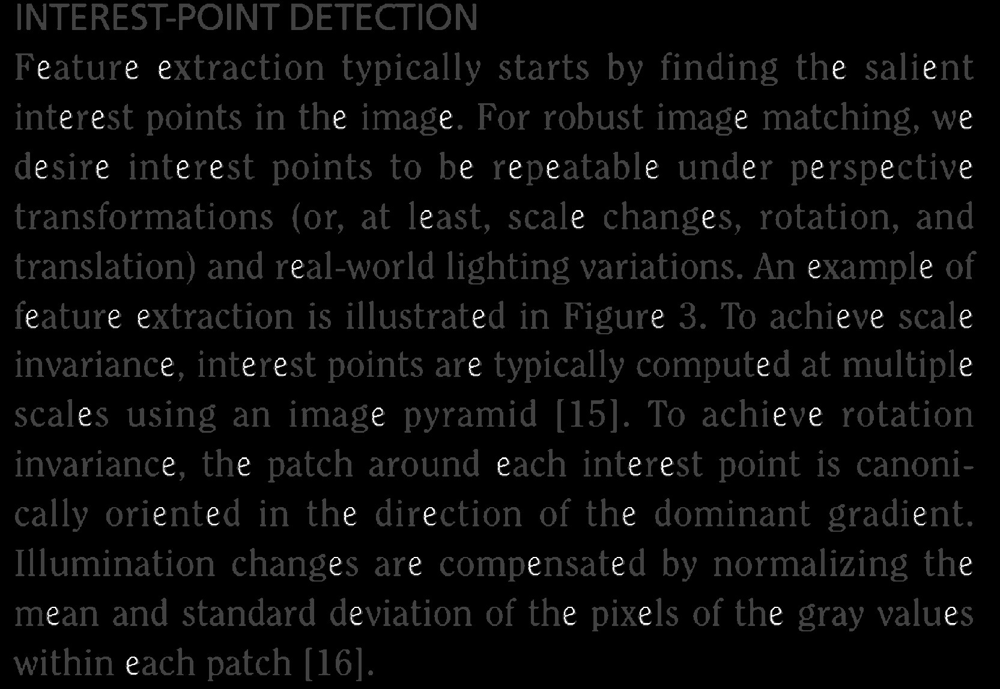 INTEREST-POINT DETECTION
Feature extraction typically starts by finding the salient
interest points in the image. For robust image matching, we
desire interest points to be repeatable under perspective
transformations (or, at least, scale changes, rotation, and
translation) and real-world lighting variations. An example of
feature extraction is illustrated in Figure 3. To achieve scale
invariance, interest points are typically computed at multiple
scales using an image pyramid [15]. To achieve rotation
invariance, the patch around each interest point is canoni-
cally oriented in the direction of the dominant gradient.
Illumination changes are compensated by normalizing the
mean and standard deviation of the pixels of the gray values
within each patch [16].